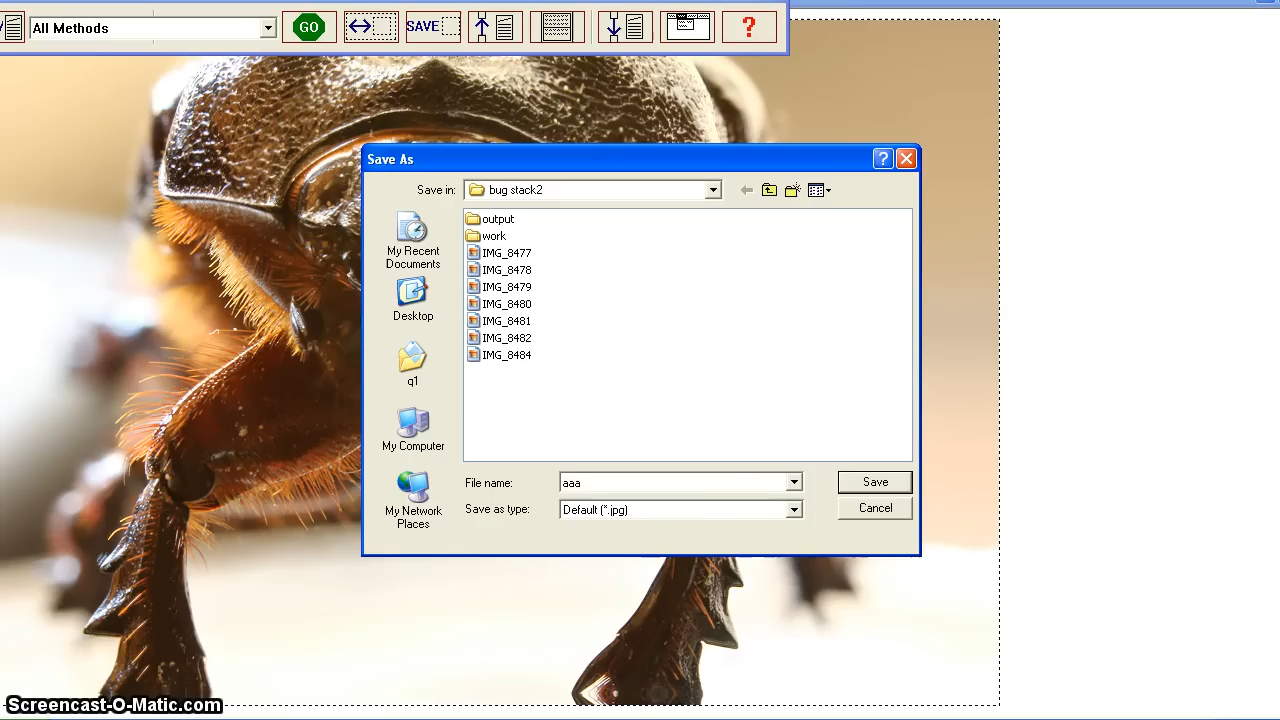 All Methods
GO
SAVE
?
Save As
Save in:
bug stack2
My Recent
Documents
Desktop
q1
My Computer
My Network
Places
output
work
IMG_8477
IMG_8478
IMG_8479
IMG_8480
IMG_8481
IMG_8482
IMG_8484
File name:
aaa
Save
Save as type:
Default (*.jpg)
Cancel
Screencast-O-Matic.com